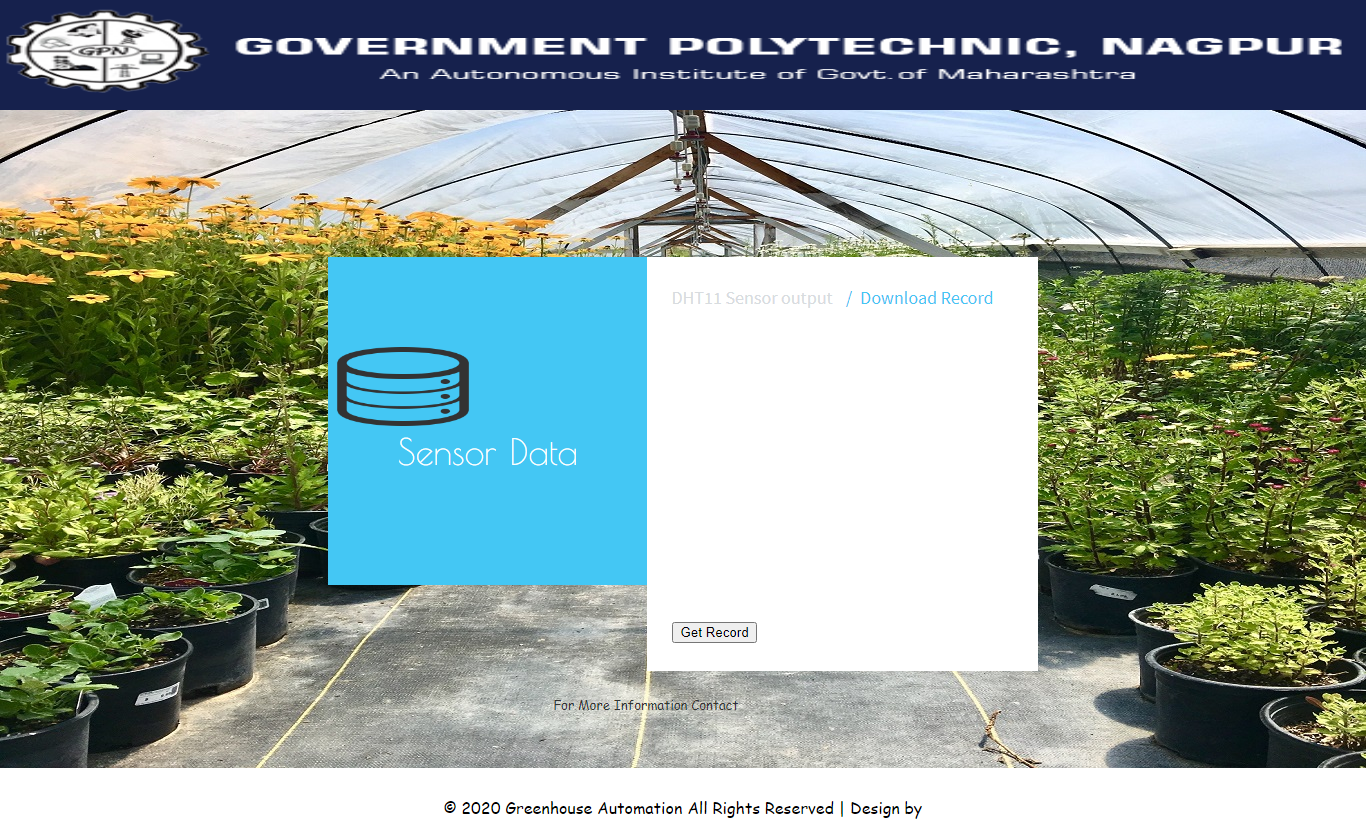 GPN
GOVERNMENT POLYTECHNIC, NAGPUR
An Autonomous Institute of Govt. of Maharashtra
DHT11 Sensor output / Download Record
Sensor Data
Get Record
For More Information Contact
© 2020 Greenhouse Automation All Rights Reserved | Design by